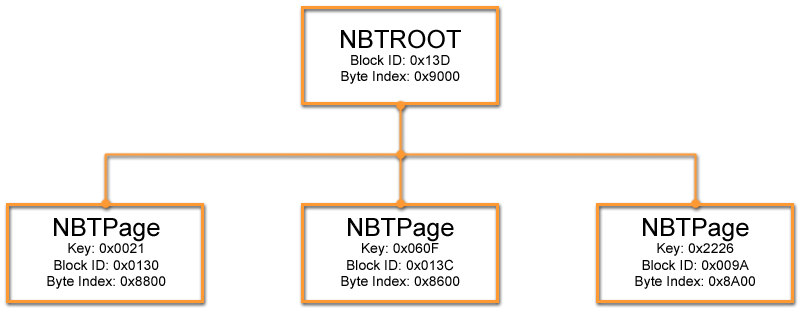 NBTROOT
Block ID: 0x13D
Byte Index: 0x9000
NBTPage
Key: 0x0021
Block ID: 0x0130
Byte Index: 0x8800
NBTPage
Key: 0x060F
Block ID: 0x013C
Byte Index: 0x8600
NBTPage
Key: 0x2226
Block ID: 0x009A
Byte Index: 0x8A00